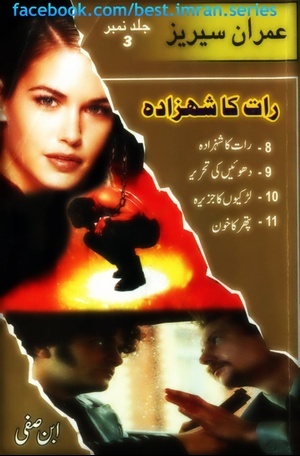 facebook.com/best.imran.series
عمران سیریز
جلد نمبر
3
رات کا شہزادہ
8 - رات کا شہزادہ
9 - دھوئیں کی تحریر
10 - لڑکیوں کا جزیرہ
11 - پتھر کا خون
ابن صفی